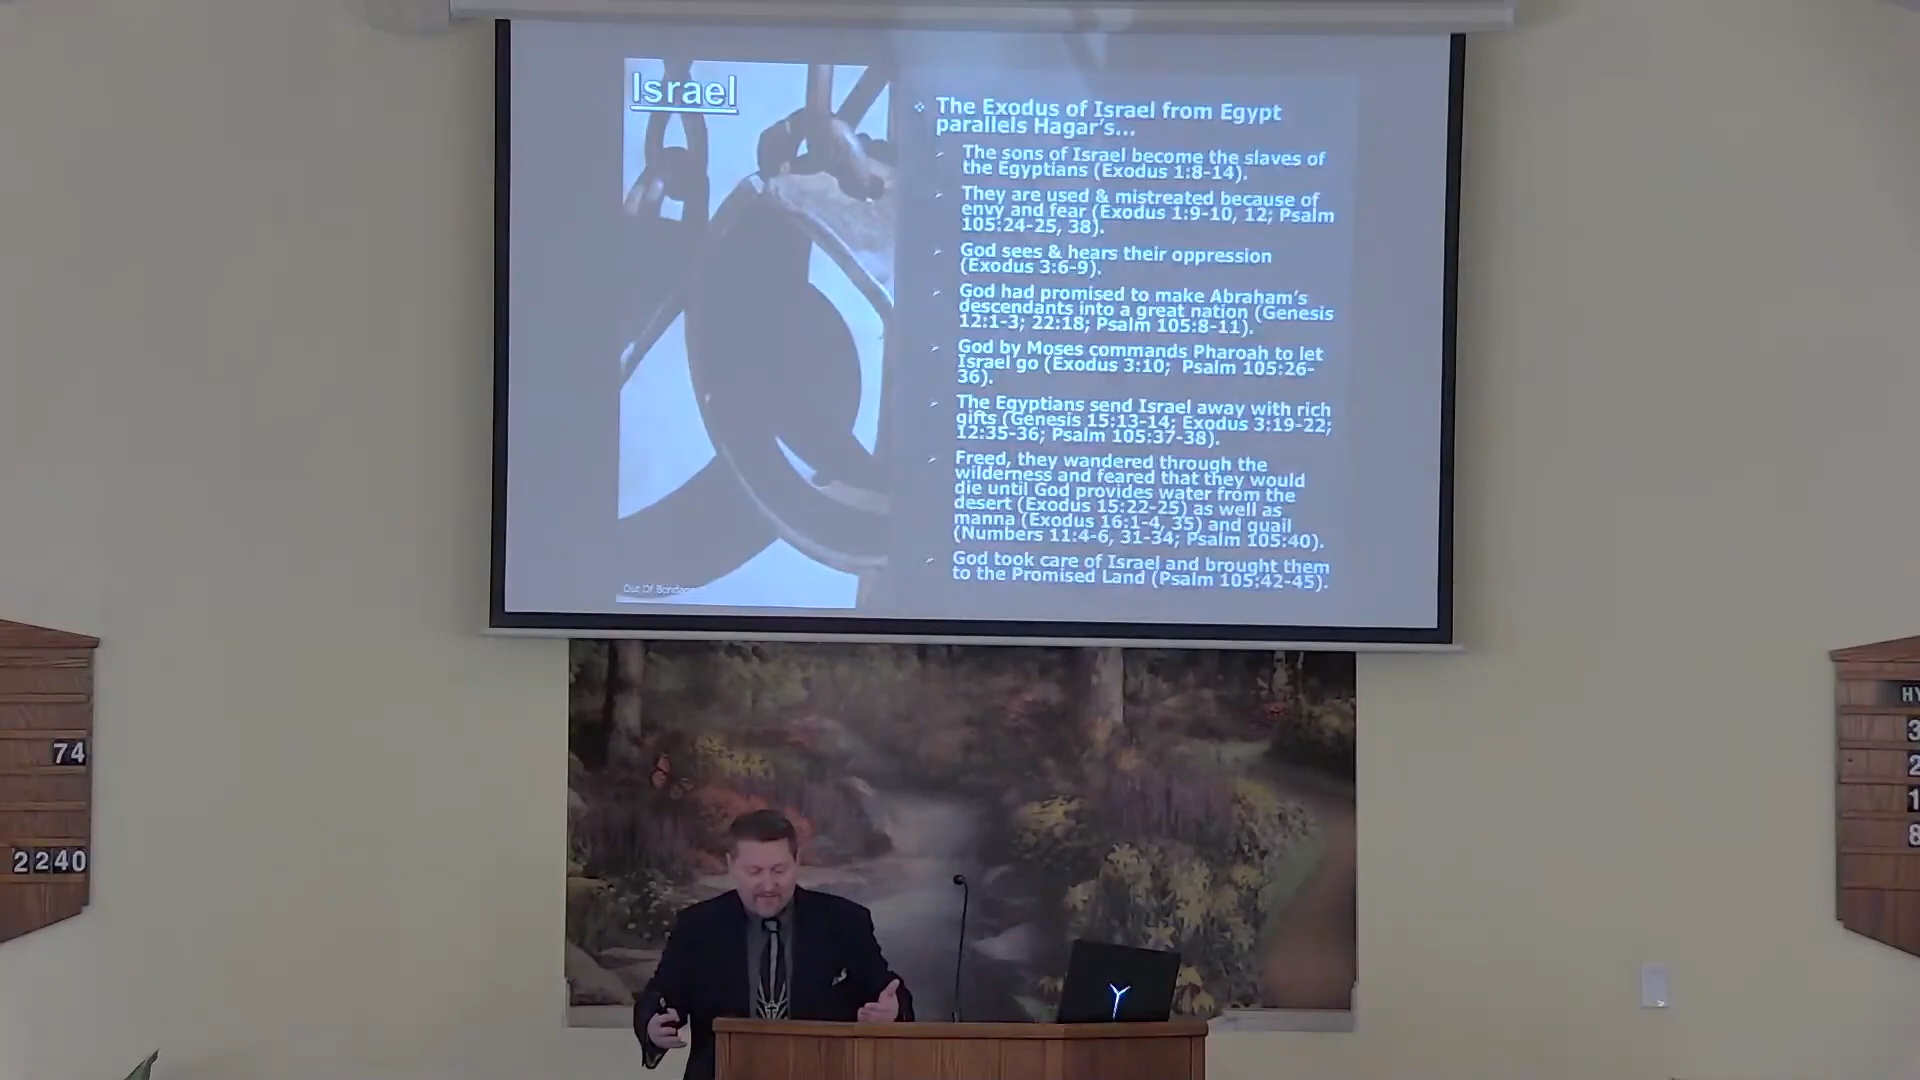 Israel
The Exodus of Israel from Egypt
parallels Hagar's...
The sons of Israel become the slaves of
the Egyptians (Exodus 1:8-14).
They are used & mistreated because of
envy and fear (Exodus 1:9-10, 12; Psalm
105:24-25, 38).
God sees & hears their oppression
(Exodus 3:6-9).
God had promised to make Abraham's
descendants into a great nation (Genesis
12:1-3; 22:18; Psalm 105:8-11).
God by Moses commands Pharoah to let
Israel go (Exodus 3:10; Psalm 105:26-
36).
The Egyptians send Israel away with rich
gifts (Genesis 15:13-14; Exodus 3:19-22;
12:35-36; Psalm 105:37-38).
Freed, they wandered through the
wilderness and feared that they would
die until God provides water from the
desert (Exodus 15:22-25) as well as
manna (Exodus 16:1-4, 35) and quail
(Numbers 11:4-6, 31-34; Psalm 105:40).
God took care of Israel and brought them
to the Promised Land (Psalm 105:42-45).
Out Of Bondage
74
2240
HY
3
2
1
8